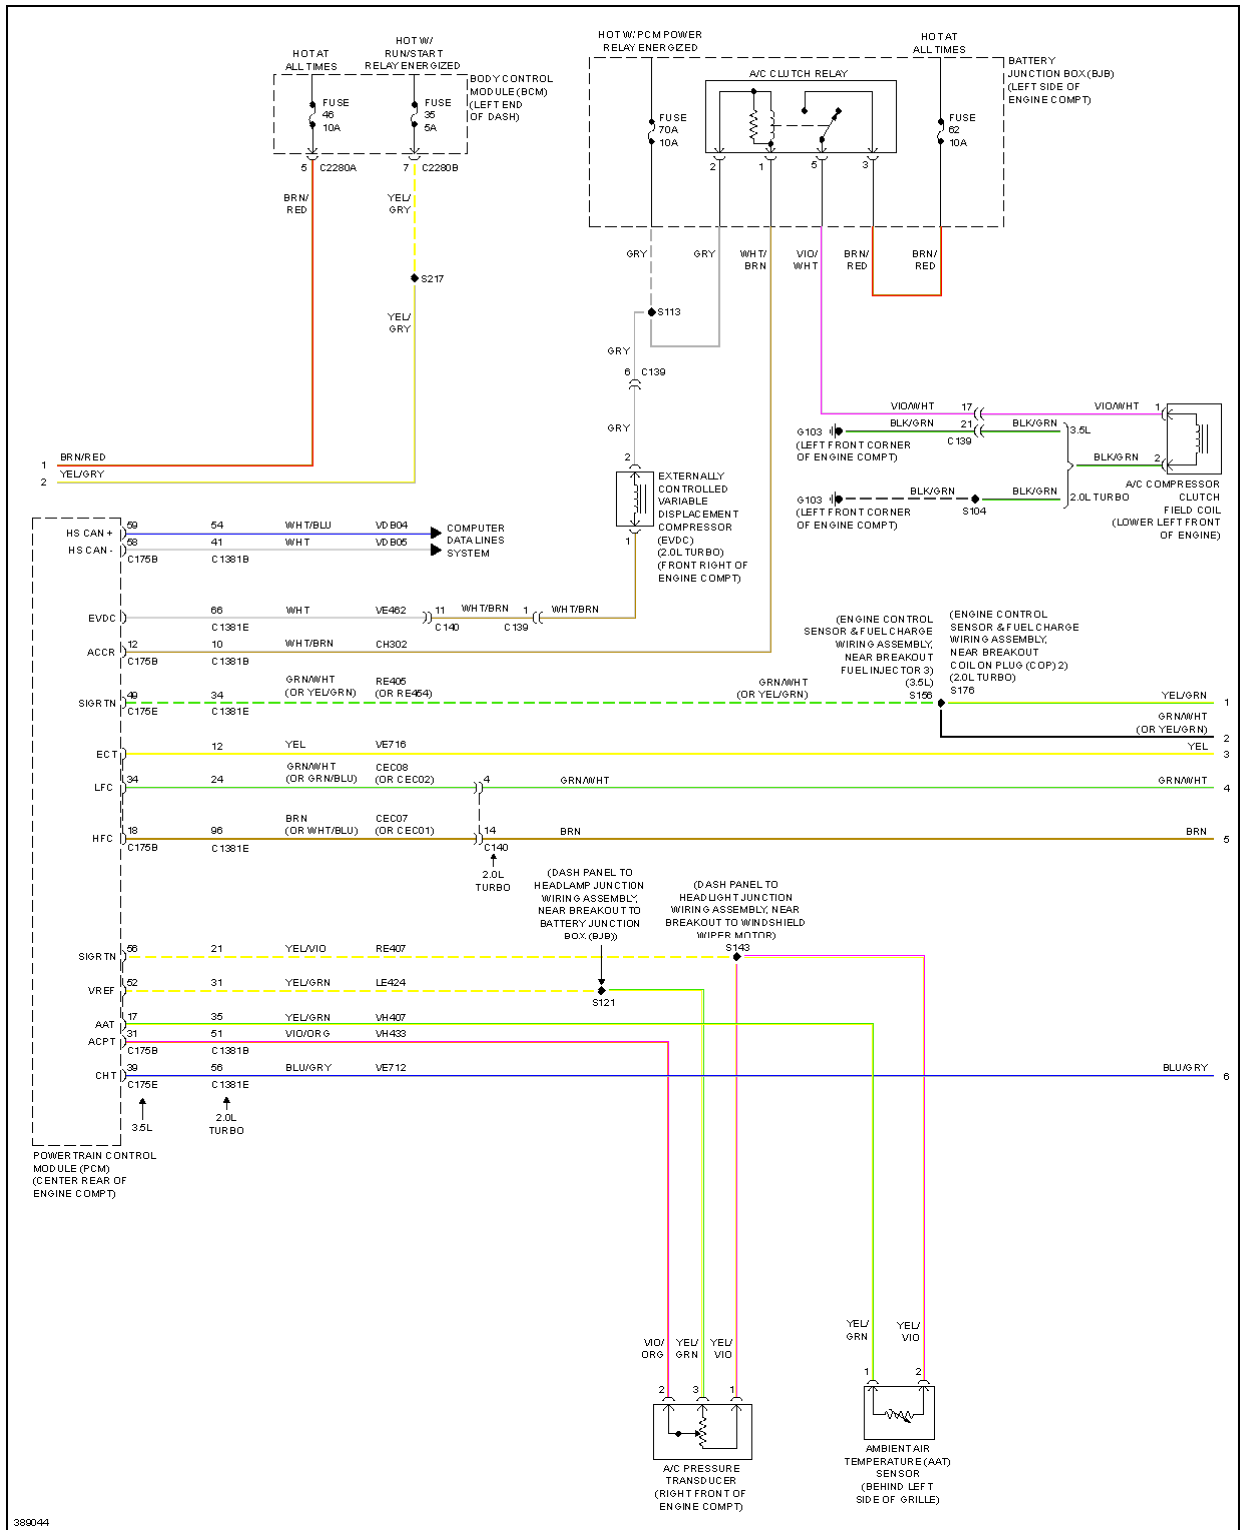 HOT AT
ALL TIMES
HOT W/
RUN/START
RELAY ENERGIZED
HOT W/ PCM POWER
RELAY ENERGIZED
HOT AT
ALL TIMES
BODY CONTROL
MODULE (BCM)
(LEFT END
OF DASH)
BATTERY
JUNCTION BOX (BJB)
(LEFT SIDE OF
ENGINE COMPT)
A/C CLUTCH RELAY
FUSE
46
10A
FUSE
35
5A
FUSE
70A
10A
FUSE
62
10A
5 C2280A
7 C2280B
2 1 5 3
BRN/
RED
YEL/
GRY
S217
YEL/
GRY
GRY
GRY
WHT/
BRN
VIO/
WHT
BRN/
RED
BRN/
RED
S113
GRY
6 C139
GRY
2
1
EXTERNALLY
CONTROLLED
VARIABLE
DISPLACEMENT
COMPRESSOR
(EVDC)
(2.0L TURBO)
(FRONT RIGHT OF
ENGINE COMPT)
VIO/WHT 17 VIO/WHT 1
G103 BLK/GRN 21 BLK/GRN 3.5L
(LEFT FRONT CORNER
OF ENGINE COMPT)
C139
BLK/GRN 2
G103 BLK/GRN BLK/GRN 2.0L TURBO
(LEFT FRONT CORNER
OF ENGINE COMPT)
S104
A/C COMPRESSOR
CLUTCH
FIELD COIL
(LOWER LEFT FRONT
OF ENGINE)
1 BRN/RED
2 YEL/GRY
HS CAN + 59 54 WHT/BLU VDB04
HS CAN - 58 41 WHT VDB05
C175B C1381B
COMPUTER
DATA LINES
SYSTEM
EVDC 66 WHT VE462 11 WHT/BRN 1 WHT/BRN
C1381E C140 C139
ACCR 12 10 WHT/BRN CH302
C175B C1381B
(ENGINE CONTROL
SENSOR & FUEL CHARGE
WIRING ASSEMBLY,
NEAR BREAKOUT
FUEL INJECTOR 3)
(3.5L)
S156
(ENGINE CONTROL
SENSOR & FUEL CHARGE
WIRING ASSEMBLY,
NEAR BREAKOUT
COIL ON PLUG (COP) 2)
(2.0L TURBO)
S176
SIGRTN 49 34 GRN/WHT
(OR YEL/GRN) RE405
(OR RE464) GRN/WHT
(OR YEL/GRN) YEL/GRN 1
C175E C1381E
GRN/WHT
(OR YEL/GRN) 2
ECT 12 YEL VE716 YEL 3
LFC 34 24 GRN/WHT
(OR GRN/BLU) CEC08
(OR CEC02) 4 GRN/WHT GRN/WHT 4
HFC 18 96 BRN
(OR WHT/BLU) CEC07
(OR CEC01) 14 BRN BRN 5
C175B C1381E C140
2.0L
TURBO
(DASH PANEL TO
HEADLAMP JUNCTION
WIRING ASSEMBLY,
NEAR BREAKOUT TO
BATTERY JUNCTION
BOX (BJB))
(DASH PANEL TO
HEADLIGHT JUNCTION
WIRING ASSEMBLY, NEAR
BREAKOUT TO WINDSHIELD
WIPER MOTOR)
S143
SIGRTN 56 21 YEL/VIO RE407
VREF 52 31 YEL/GRN LE424
S121
AAT 17 35 YEL/GRN VH407
ACPT 31 51 VIO/ORG VH433
C175B C1381B
CHT 39 56 BLU/GRY VE712 BLU/GRY 6
C175E C1381E
3.5L
2.0L
TURBO
POWERTRAIN CONTROL
MODULE (PCM)
(CENTER REAR OF
ENGINE COMPT)
VIO/
ORG
YEL/
GRN
YEL/
VIO
YEL/
GRN
YEL/
VIO
2 3 1
1 2
A/C PRESSURE
TRANSDUCER
(RIGHT FRONT OF
ENGINE COMPT)
AMBIENT AIR
TEMPERATURE (AAT)
SENSOR
(BEHIND LEFT
SIDE OF GRILLE)
389044